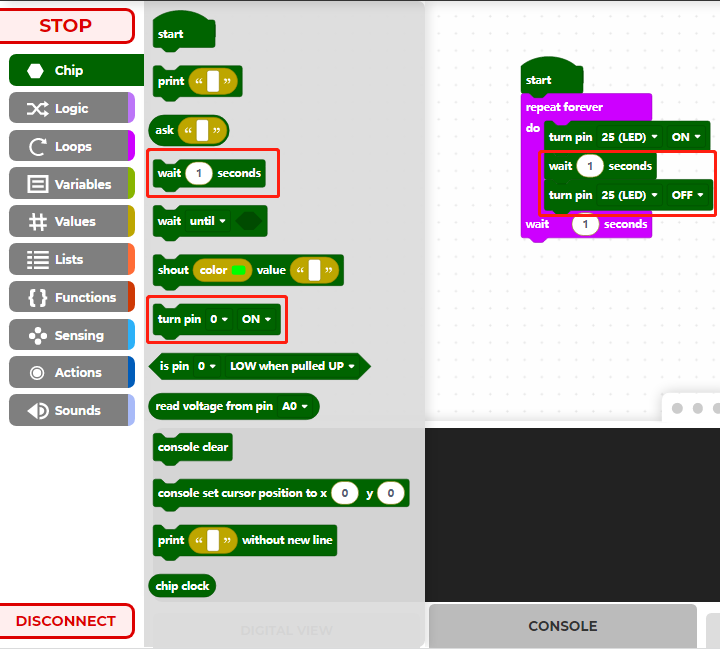 STOP
Chip
Logic
Loops
Variables
Values
Lists
Functions
Sensing
Actions
Sounds
DISCONNECT
start
print “ ”
ask “ ”
wait 1 seconds
wait until
shout color value “ ”
turn pin 0 ON
is pin 0 LOW when pulled UP
read voltage from pin A0
console clear
console set cursor position to x 0 y 0
print “ ” without new line
chip clock
DIGITAL VIEW
start
repeat forever
do turn pin 25 (LED) ON
wait 1 seconds
turn pin 25 (LED) OFF
wait 1 seconds
CONSOLE